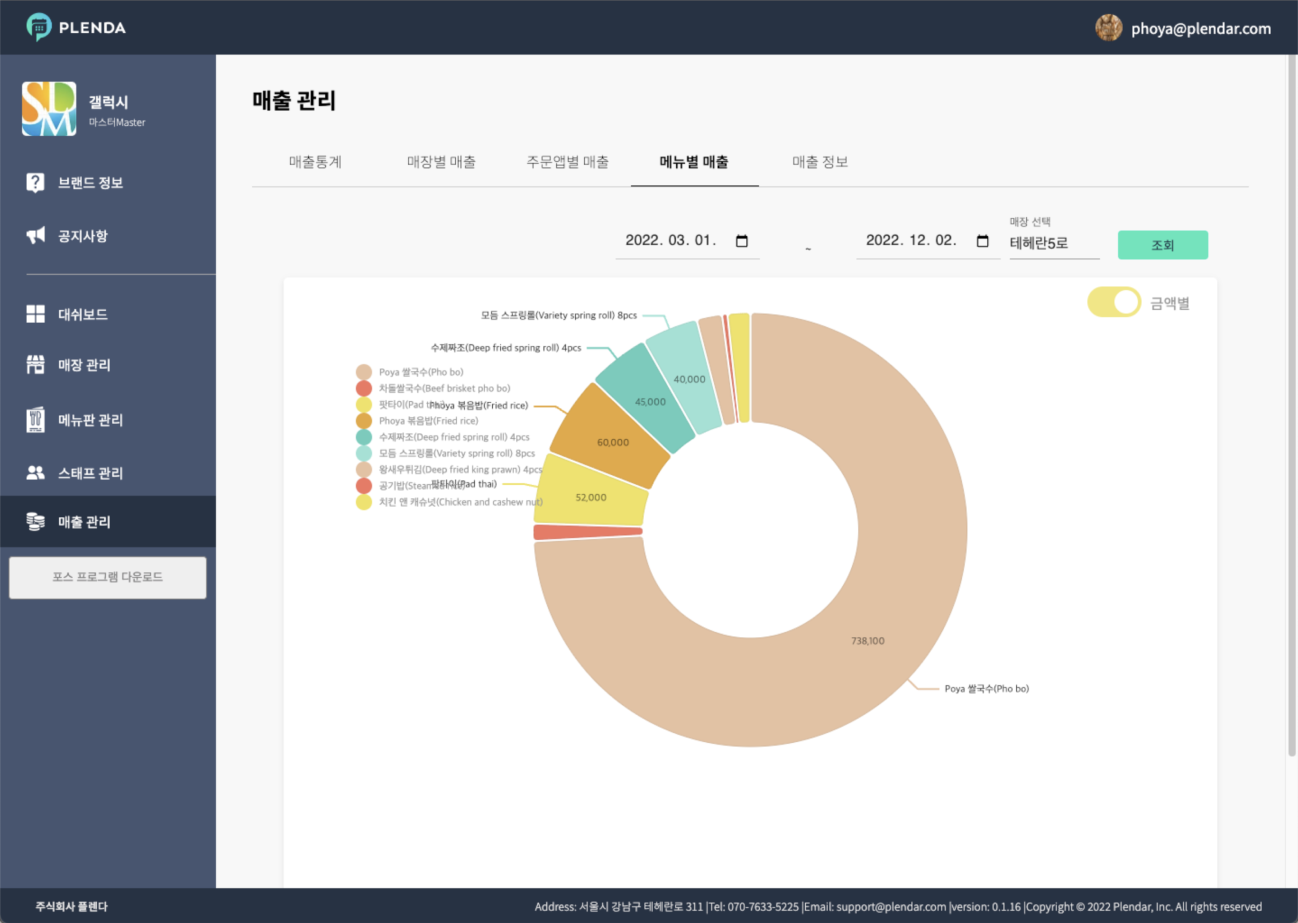 PLENDA
phoya@plendar.com
갤럭시
마스터Master
브랜드 정보
공지사항
대쉬보드
매장 관리
메뉴판 관리
스태프 관리
매출 관리
포스 프로그램 다운로드
매출 관리
매출통계
매장별 매출
주문앱별 매출
메뉴별 매출
매출 정보
2022. 03. 01.
~
2022. 12. 02.
매장 선택
테헤란5로
조회
금액별
모듬 스프링롤(Variety spring roll) 8pcs
수제짜조(Deep fried spring roll) 4pcs
Poya 쌀국수(Pho bo)
차돌쌀국수(Beef brisket pho bo)
팟타이(Pad
Phoya 볶음밥(Fried rice)
Phoya 볶음밥(Fried rice)
수제짜조(Deep fried spring roll) 4pcs
모듬 스프링롤(Variety spring roll) 8pcs
왕새우튀김(Deep fried king prawn) 4pcs
팟타이(Pad thai)
치킨 앤 캐슈넛(Chicken and cashew nut)
40,000
45,000
60,000
52,000
738,100
Poya 쌀국수(Pho bo)
주식회사 플렌다
Address: 서울시 강남구 테헤란로 311 |Tel: 070-7633-5225 |Email: support@plendar.com |version: 0.1.16 |Copyright © 2022 Plendar, Inc. All rights reserved